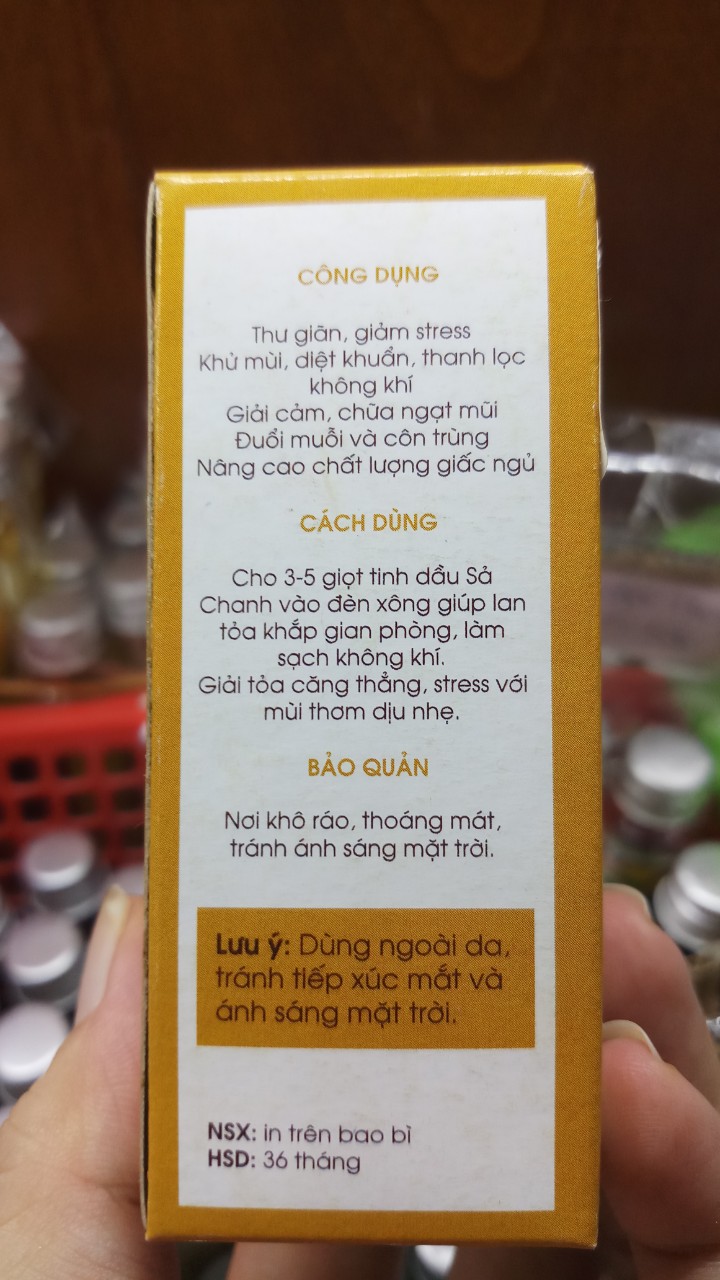 CÔNG DỤNG
Thư giãn, giảm stress
Khử mùi, diệt khuẩn, thanh lọc
không khí
Giải cảm, chữa ngạt mũi
Đuổi muỗi và côn trùng
Nâng cao chất lượng giấc ngủ
CÁCH DÙNG
Cho 3-5 giọt tinh dầu Sả
Chanh vào đèn xông giúp lan
tỏa khắp gian phòng, làm
sạch không khí.
Giải tỏa căng thẳng, stress với
mùi thơm dịu nhẹ.
BẢO QUẢN
Nơi khô ráo, thoáng mát,
tránh ánh sáng mặt trời.
Lưu ý: Dùng ngoài da,
tránh tiếp xúc mắt và
ánh sáng mặt trời.
NSX: in trên bao bì
HSD: 36 tháng